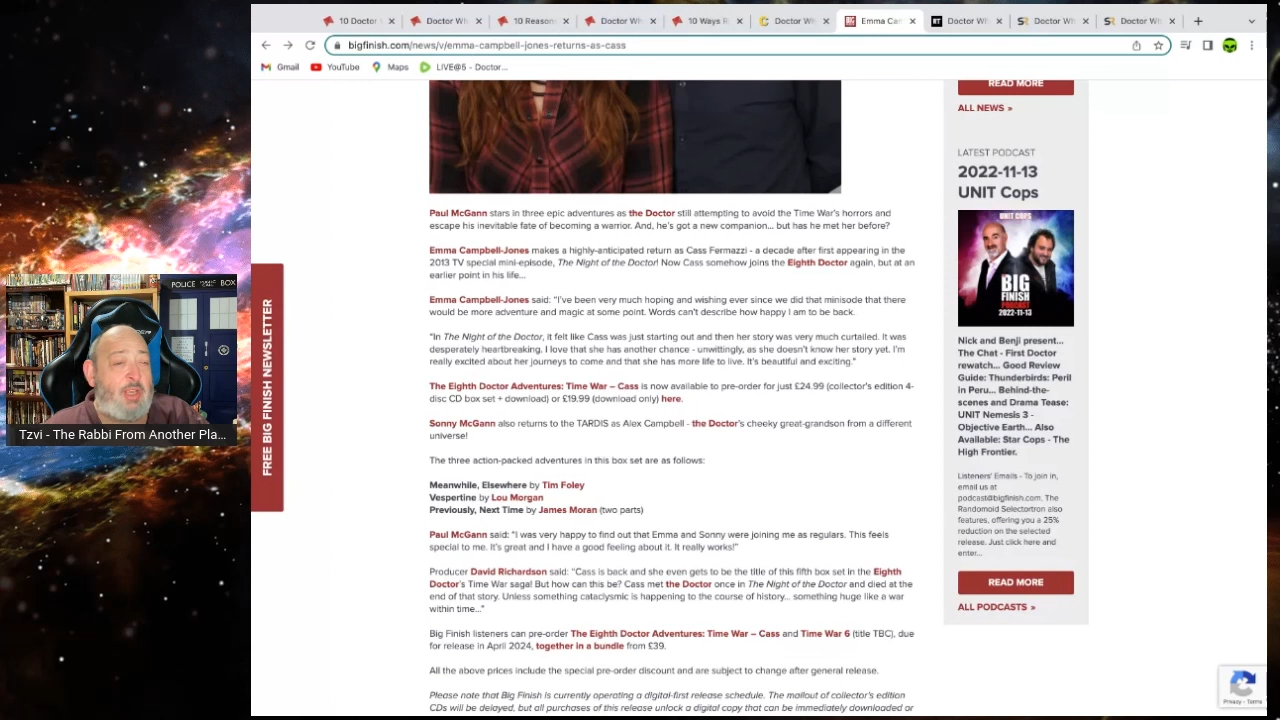 10 Doctor
Doctor Wh
10 Reason
Doctor Wh
10 Ways R
Doctor Wh
Emma Cam
Doctor Wh
Doctor Wh
Doctor Wh
bigfinish.com/news/v/emma-campbell-jones-returns-as-cass
Gmail
YouTube
Maps
LIVE@5 - Doctor...
POLICE BOX
Tzvi - The Rabbi From Another Pla...
FREE BIG FINISH NEWSLETTER
Paul McGann stars in three epic adventures as the Doctor still attempting to avoid the Time War's horrors and
escape his inevitable fate of becoming a warrior. And, he's got a new companion... but has he met her before?
Emma Campbell-Jones makes a highly-anticipated return as Cass Fermazzi - a decade after first appearing in the
2013 TV special mini-episode, The Night of the Doctor! Now Cass somehow joins the Eighth Doctor again, but at an
earlier point in his life...
Emma Campbell-Jones said: "I've been very much hoping and wishing ever since we did that minisode that there
would be more adventure and magic at some point. Words can't describe how happy I am to be back.
"In The Night of the Doctor, it felt like Cass was just starting out and then her story was very much curtailed. It was
desperately heartbreaking. I love that she has another chance - unwittingly, as she doesn't know her story yet. I'm
really excited about her journeys to come and that she has more life to live. It's beautiful and exciting."
The Eighth Doctor Adventures: Time War – Cass is now available to pre-order for just £24.99 (collector's edition 4-
disc CD box set + download) or £19.99 (download only) here.
Sonny McGann also returns to the TARDIS as Alex Campbell - the Doctor's cheeky great-grandson from a different
universe!
The three action-packed adventures in this box set are as follows:
Meanwhile, Elsewhere by Tim Foley
Vespertine by Lou Morgan
Previously, Next Time by James Moran (two parts)
Paul McGann said: "I was very happy to find out that Emma and Sonny were joining me as regulars. This feels
special to me. It's great and I have a good feeling about it. It really works!"
Producer David Richardson said: "Cass is back and she even gets to be the title of this fifth box set in the Eighth
Doctor's Time War saga! But how can this be? Cass met the Doctor once in The Night of the Doctor and died at the
end of that story. Unless something cataclysmic is happening to the course of history... something huge like a war
within time..."
Big Finish listeners can pre-order The Eighth Doctor Adventures: Time War – Cass and Time War 6 (title TBC), due
for release in April 2024, together in a bundle from £39.
All the above prices include the special pre-order discount and are subject to change after general release.
Please note that Big Finish is currently operating a digital-first release schedule. The mailout of collector's edition
CDs will be delayed, but all purchases of this release unlock a digital copy that can be immediately downloaded or
READ MORE
ALL NEWS »
LATEST PODCAST
2022-11-13
UNIT Cops
UNIT COPS
BIG
FINISH
PODCAST
2022-11-13
Nick and Benji present...
The Chat - First Doctor
rewatch... Good Review
Guide: Thunderbirds: Peril
in Peru... Behind-the-
scenes and Drama Tease:
UNIT Nemesis 3 -
Objective Earth... Also
Available: Star Cops - The
High Frontier.
Listeners' Emails - To join in,
email us at
podcast@bigfinish.com. The
Randomoid Selectortron also
features, offering you a 25%
reduction on the selected
release. Just click here and
enter...
READ MORE
ALL PODCASTS »
Privacy - Terms